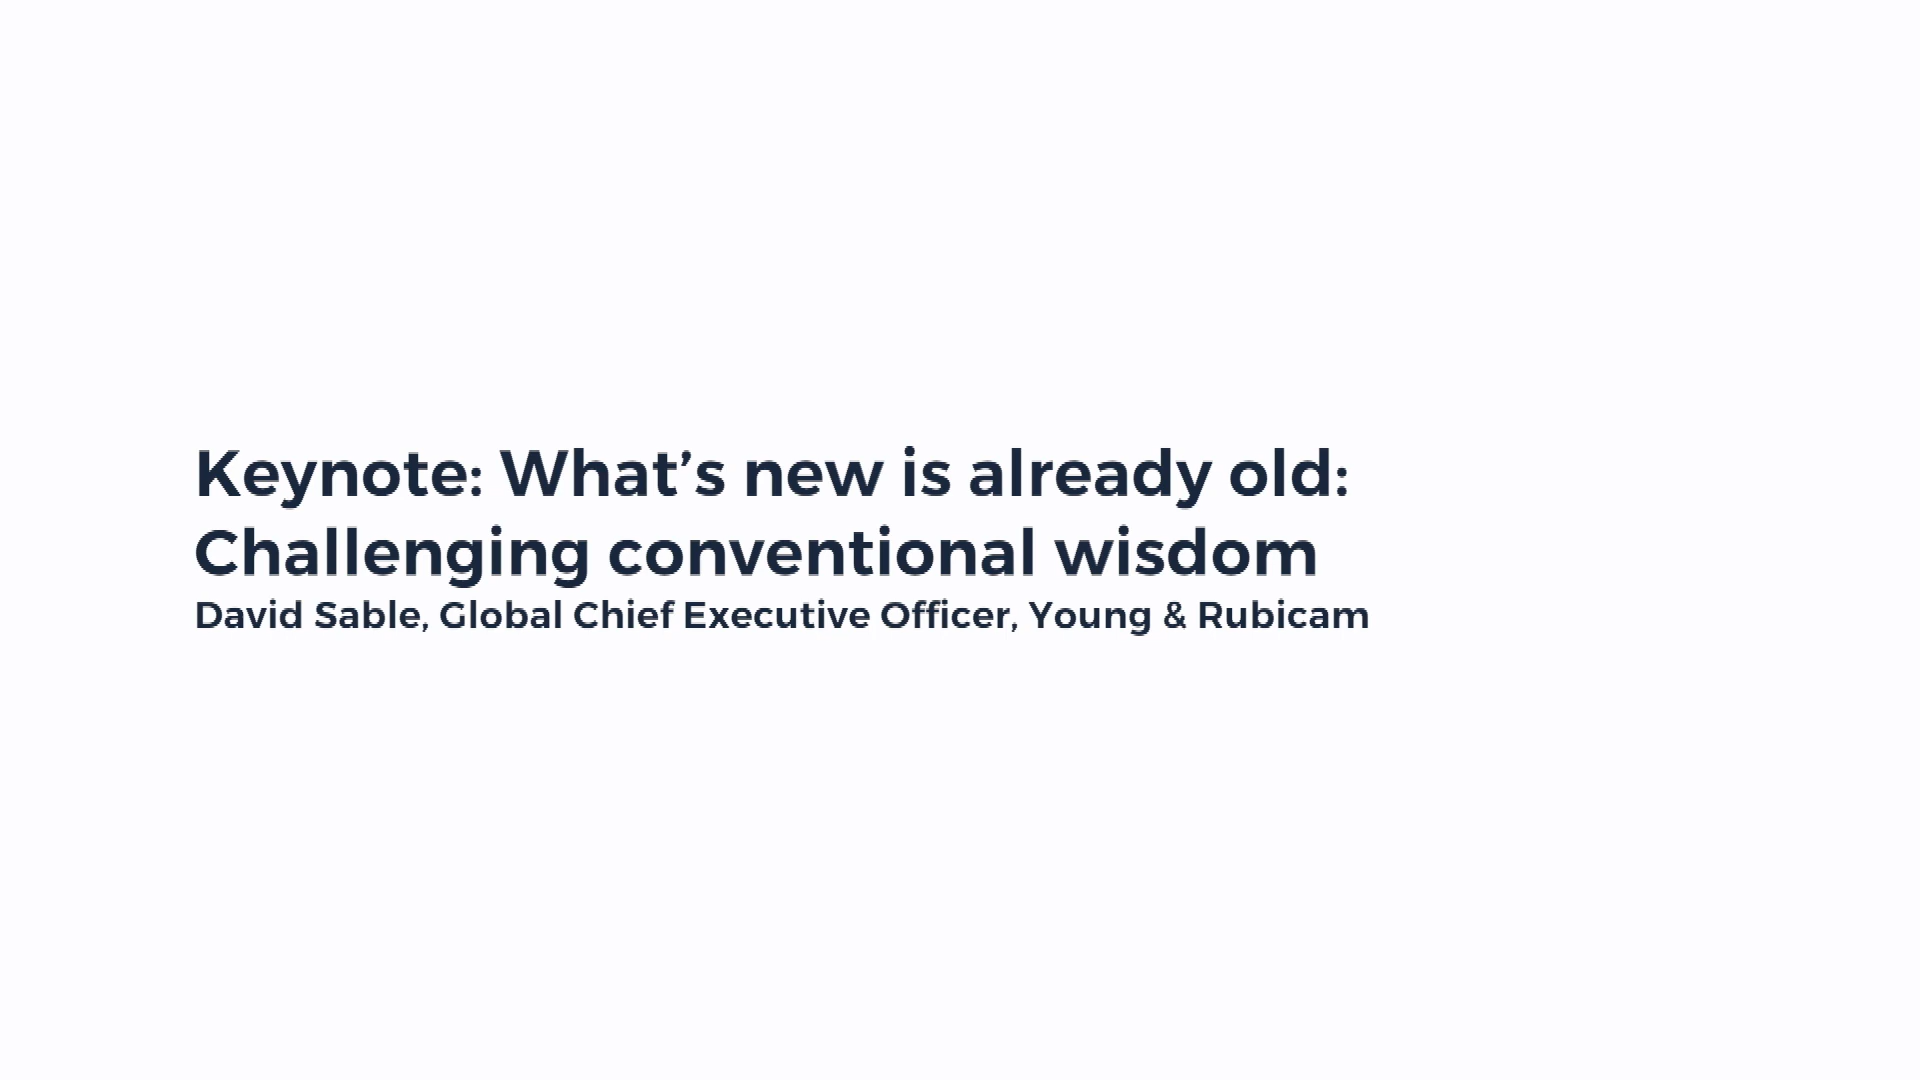 Keynote: What’s new is already old:
Challenging conventional wisdom
David Sable, Global Chief Executive Officer, Young & Rubicam